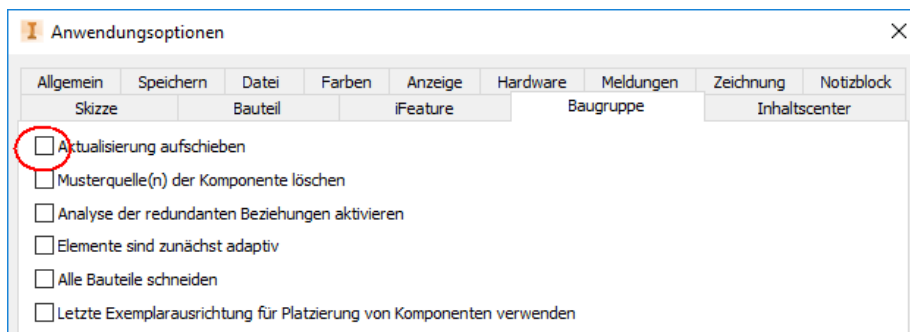 Anwendungsoptionen
Allgemein Speichern Datei Farben Anzeige Hardware Meldungen Zeichnung Notizblock
Skizze Bauteil iFeature Baugruppe Inhaltscenter
Aktualisierung aufschieben
Musterquelle(n) der Komponente löschen
Analyse der redundanten Beziehungen aktivieren
Elemente sind zunächst adaptiv
Alle Bauteile schneiden
Letzte Exemplarausrichtung für Platzierung von Komponenten verwenden